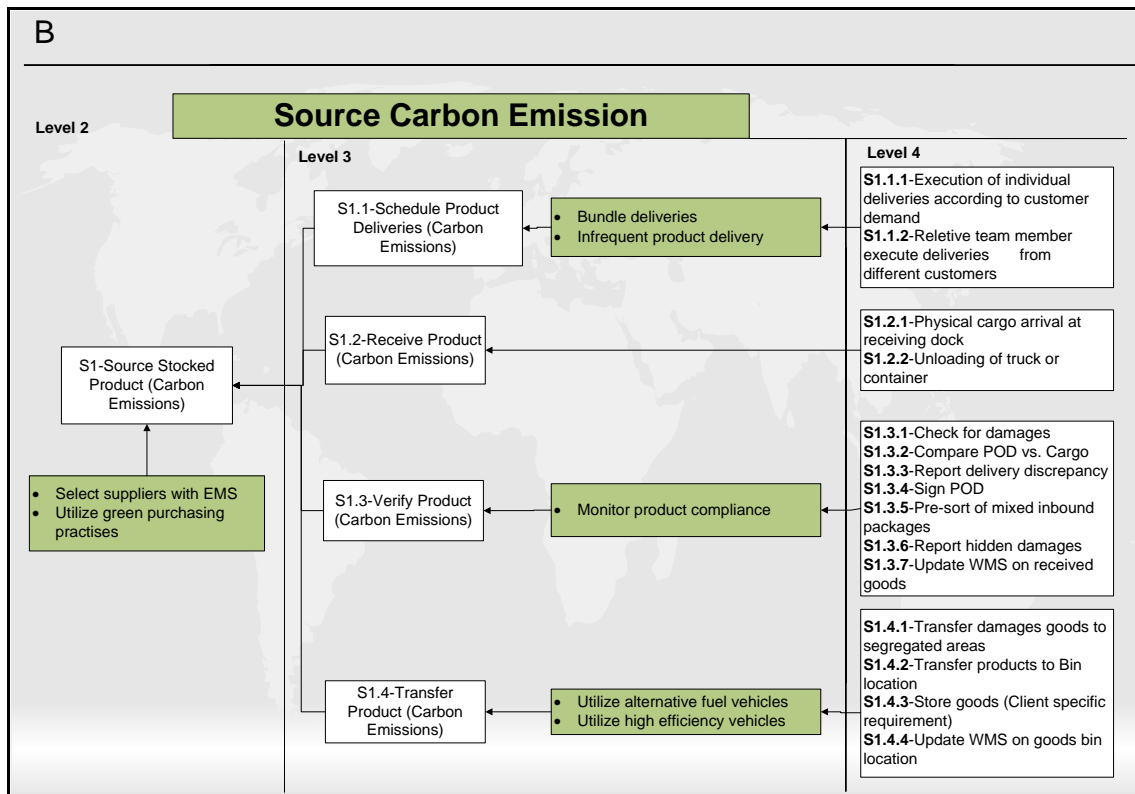 B
Source Carbon Emission
Level 2
Level 3
Level 4
S1.1-Schedule Product
Deliveries (Carbon
Emissions)
• Bundle deliveries
• Infrequent product delivery
S1.1.1-Execution of individual
deliveries according to customer
demand
S1.1.2-Reletive team member
execute deliveries from
different customers
S1.2-Receive Product
(Carbon Emissions)
S1.2.1-Physical cargo arrival at
receiving dock
S1.2.2-Unloading of truck or
container
S1-Source Stocked
Product (Carbon
Emissions)
• Select suppliers with EMS
• Utilize green purchasing
practises
S1.3-Verify Product
(Carbon Emissions)
• Monitor product compliance
S1.3.1-Check for damages
S1.3.2-Compare POD vs. Cargo
S1.3.3-Report delivery discrepancy
S1.3.4-Sign POD
S1.3.5-Pre-sort of mixed inbound
packages
S1.3.6-Report hidden damages
S1.3.7-Update WMS on received
goods
S1.4-Transfer
Product (Carbon
Emissions)
• Utilize alternative fuel vehicles
• Utilize high efficiency vehicles
S1.4.1-Transfer damages goods to
segregated areas
S1.4.2-Transfer products to Bin
location
S1.4.3-Store goods (Client specific
requirement)
S1.4.4-Update WMS on goods bin
location